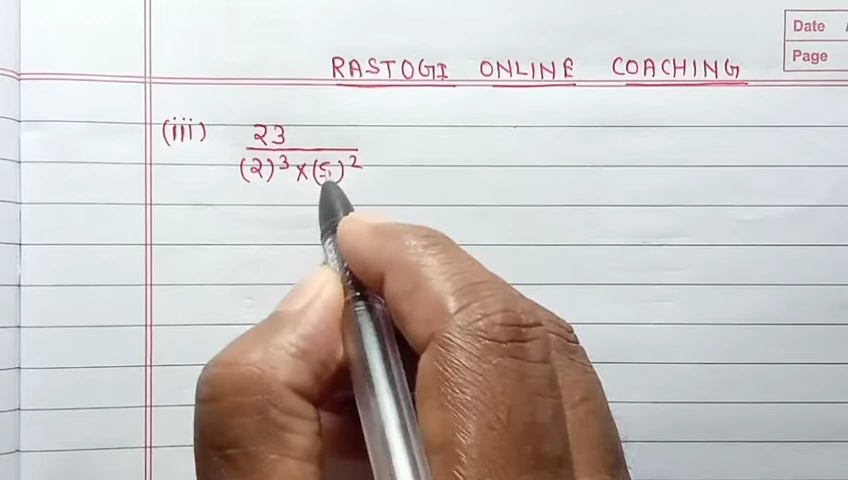 Date
Page
RASTOGI ONLINE COACHING
(iii) 23
(2)³ × (5)²